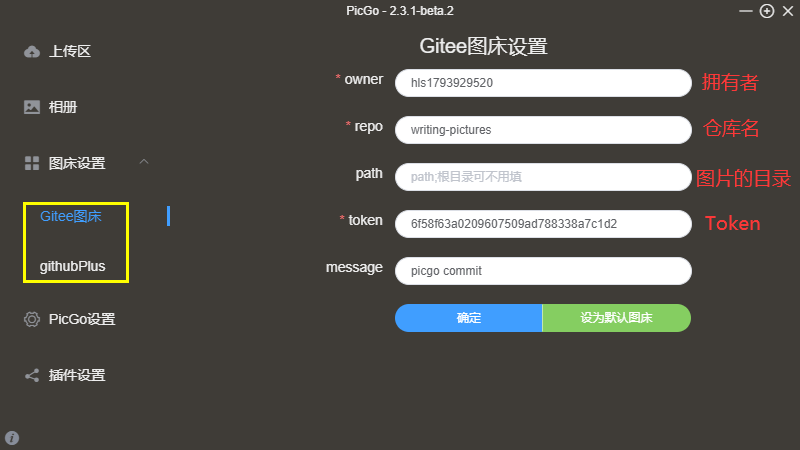 PicGo - 2.3.1-beta.2
上传区
相册
图床设置
Gitee图床
githubPlus
PicGo设置
插件设置
Gitee图床设置
* owner hls1793929520 拥有者
* repo writing-pictures 仓库名
path path;根目录可不用填 图片的目录
* token 6f58f63a0209607509ad788338a7c1d2 Token
message picgo commit
确定 设为默认图床